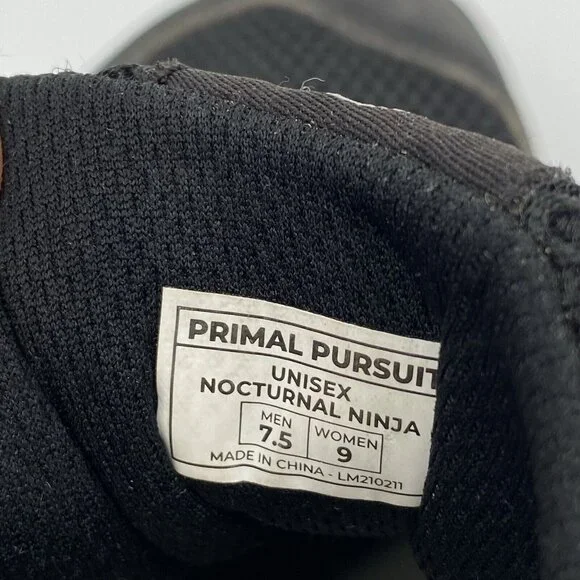 PRIMAL PURSUIT
UNISEX
NOCTURNAL NINJA
MEN WOMEN
7.5 9
MADE IN CHINA - LM210211